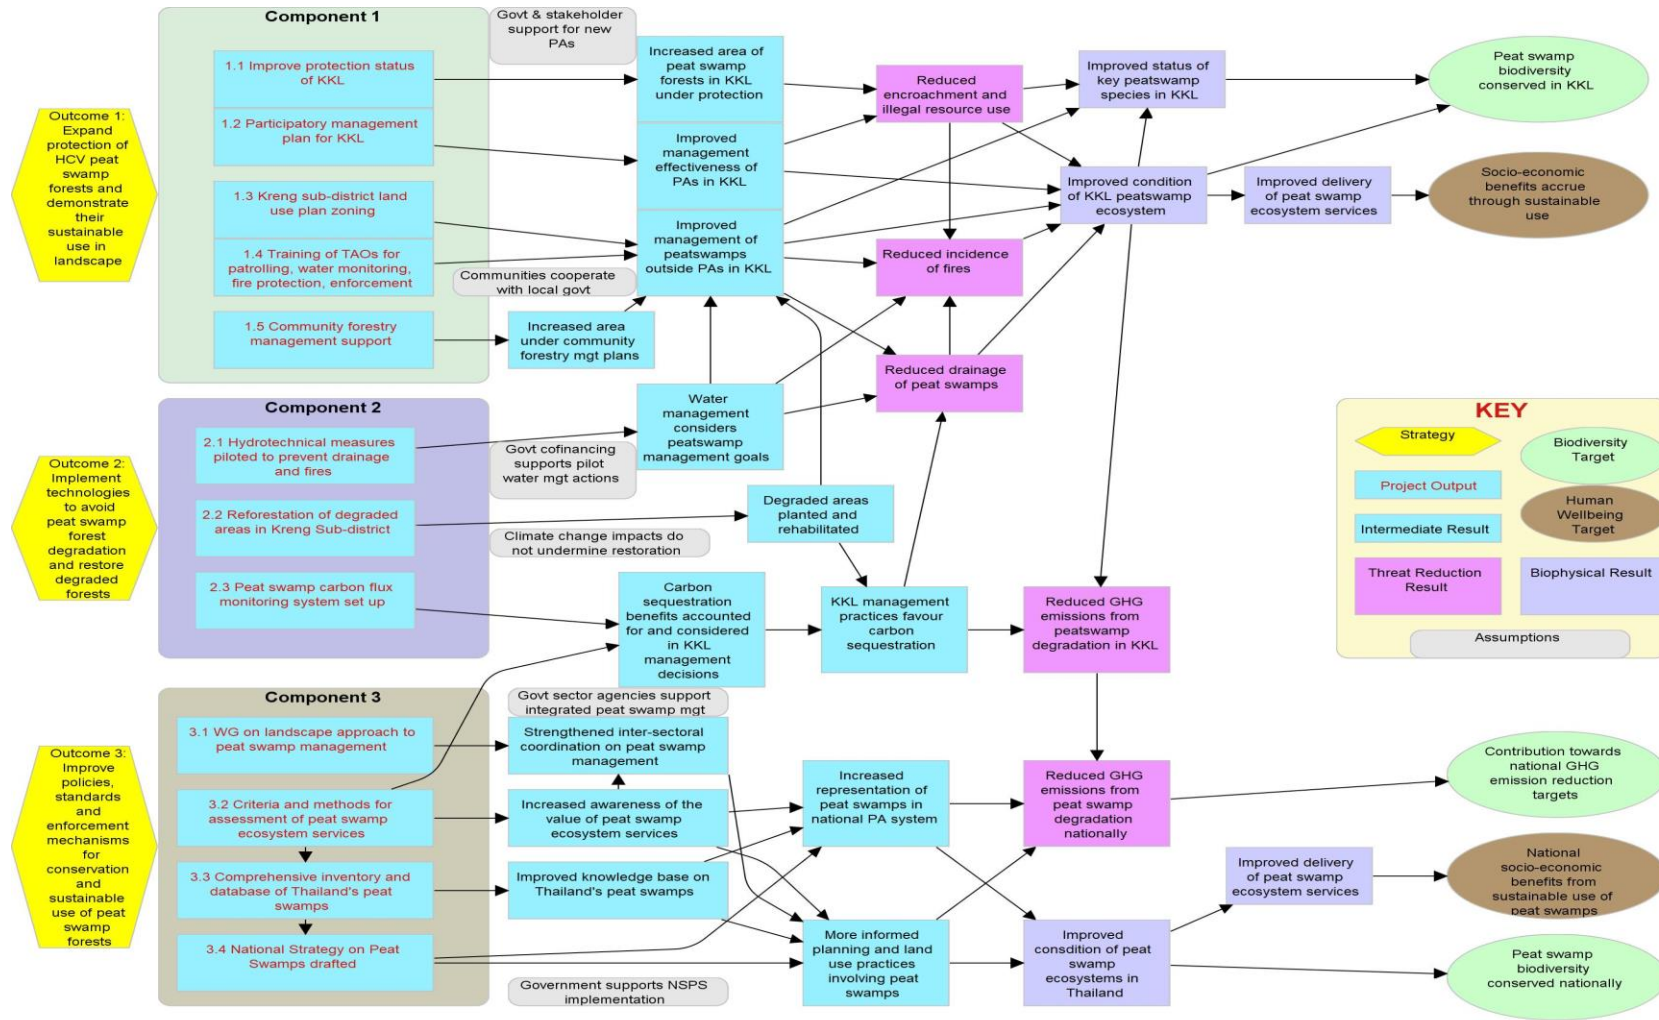 Component 1
Govt & stakeholder
support for new
PAs
Outcome 1:
Expand
protection of
HCV peat
swamp
forests and
demonstrate
their
sustainable
use in
landscape
1.1 Improve protection status
of KKL
1.2 Participatory management
plan for KKL
1.3 Kreng sub-district land
use plan zoning
1.4 Training of TAOs for
patrolling, water monitoring,
fire protection, enforcement
1.5 Community forestry
management support
Communities cooperate
with local govt
Increased area
under community
forestry mgt plans
Increased area of
peat swamp
forests in KKL
under protection
Improved
management
effectiveness of
PAs in KKL
Improved
management of
peatswamps
outside PAs in KKL
Reduced
encroachment and
illegal resource use
Reduced incidence
of fires
Reduced drainage
of peat swamps
Improved status of
key peatswamp
species in KKL
Improved condition
of KKL peatswamp
ecosystem
Improved delivery
of peat swamp
ecosystem services
Peat swamp
biodiversity
conserved in KKL
Socio-economic
benefits accrue
through sustainable
use
Component 2
Outcome 2:
Implement
technologies
to avoid
peat swamp
forest
degradation
and restore
degraded
forests
2.1 Hydrotechnical measures
piloted to prevent drainage
and fires
2.2 Reforestation of degraded
areas in Kreng Sub-district
2.3 Peat swamp carbon flux
monitoring system set up
Govt cofinancing
supports pilot
water mgt actions
Climate change impacts do
not undermine restoration
Water
management
considers
peatswamp
management goals
Degraded areas
planted and
rehabilitated
Carbon
sequestration
benefits accounted
for and considered
in KKL
management
decisions
KKL management
practices favour
carbon
sequestration
Reduced GHG
emissions from
peatswamp
degradation in KKL
KEY
Strategy
Biodiversity
Target
Project Output
Human
Wellbeing
Target
Intermediate Result
Threat Reduction
Result
Biophysical Result
Assumptions
Component 3
Outcome 3:
Improve
policies,
standards
and
enforcement
mechanisms
for
conservation
and
sustainable
use of peat
swamp
forests
3.1 WG on landscape approach to
peat swamp management
3.2 Criteria and methods for
assessment of peat swamp
ecosystem services
3.3 Comprehensive inventory and
database of Thailand's peat
swamps
3.4 National Strategy on Peat
Swamps drafted
Govt sector agencies support
integrated peat swamp mgt
Strengthened inter-sectoral
coordination on peat swamp
management
Increased awareness of the
value of peat swamp
ecosystem services
Improved knowledge base on
Thailand's peat swamps
Government supports NSPS
implementation
Increased
representation of
peat swamps in
national PA system
More informed
planning and land
use practices
involving peat
swamps
Reduced GHG
emissions from
peat swamp
degradation
nationally
Improved
consdition of peat
swamp
ecosystems in
Thailand
Improved delivery
of peat swamp
ecosystem services
Contribution towards
national GHG
emission reduction
targets
National
socio-economic
benefits from
sustainable use of
peat swamps
Peat swamp
biodiversity
conserved nationally